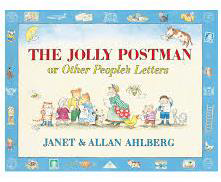 THE JOLLY POSTMAN
or Other People's Letters
JANET & ALLAN AHLBERG